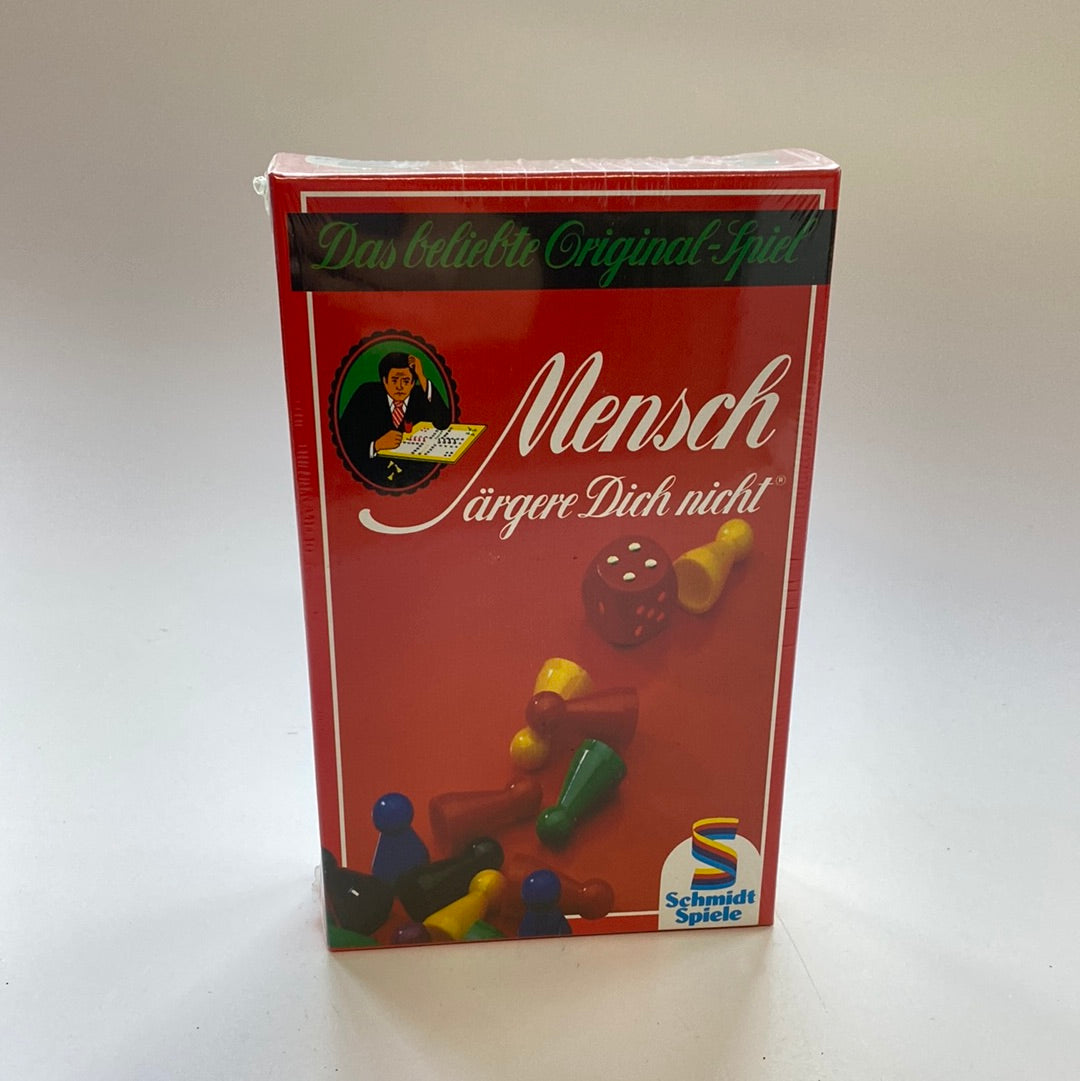 Das beliebte Original-Spiel
Mensch
ärgere Dich nicht®
Schmidt
Spiele